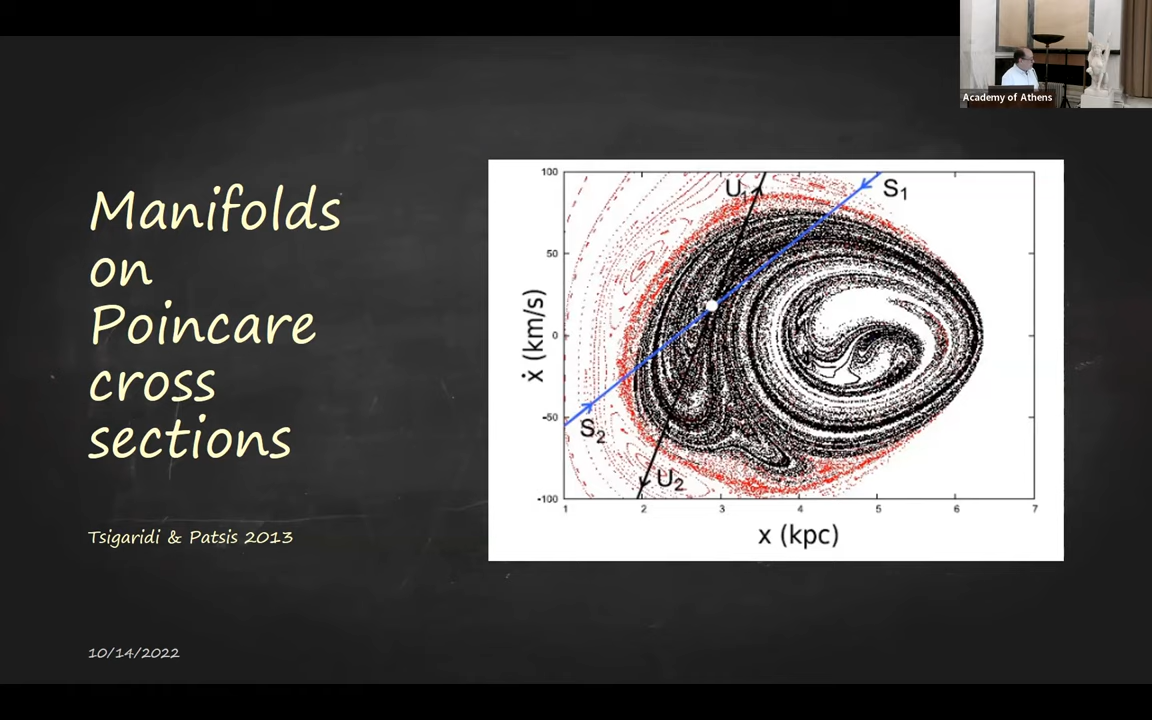 Academy of Athens
Manifolds
on
Poincare
cross
sections
Tsigaridi & Patsis 2013
10/14/2022
100
50
0
-50
-100
ẋ (km/s)
U1
S1
S2
U2
1 2 3 4 5 6 7
x (kpc)